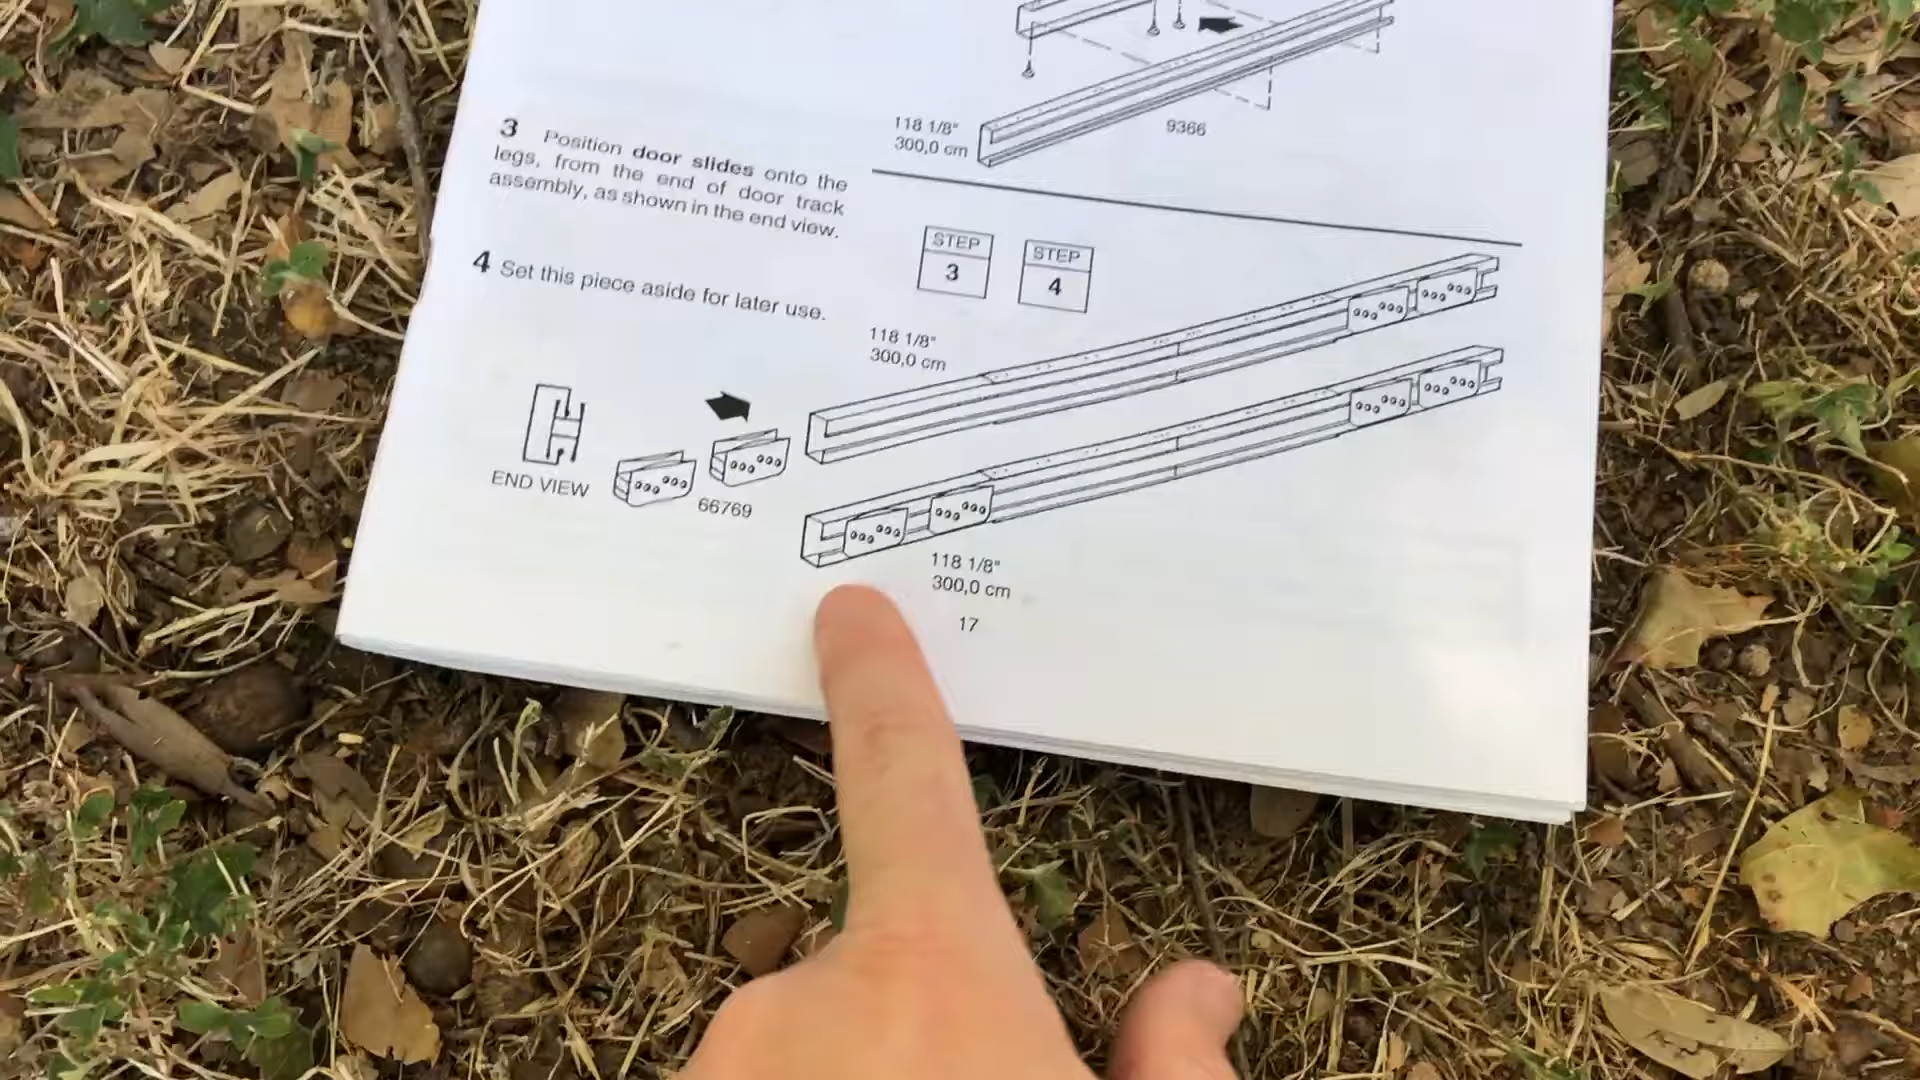 118 1/8"
300,0 cm
9366
3 Position door slides onto the
legs, from the end of door track
assembly, as shown in the end view.
4 Set this piece aside for later use.
STEP
3
STEP
4
118 1/8"
300,0 cm
END VIEW
66769
118 1/8"
300,0 cm
17